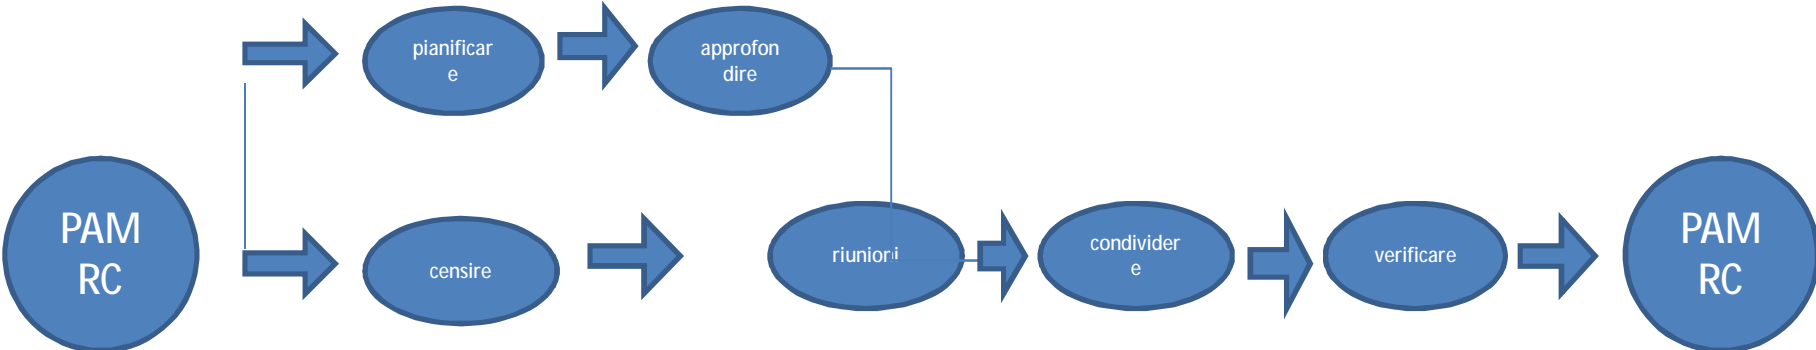 pianificar
e
approfon
dire
PAM
RC
censire
riunioni
condivider
e
verificare
PAM
RC